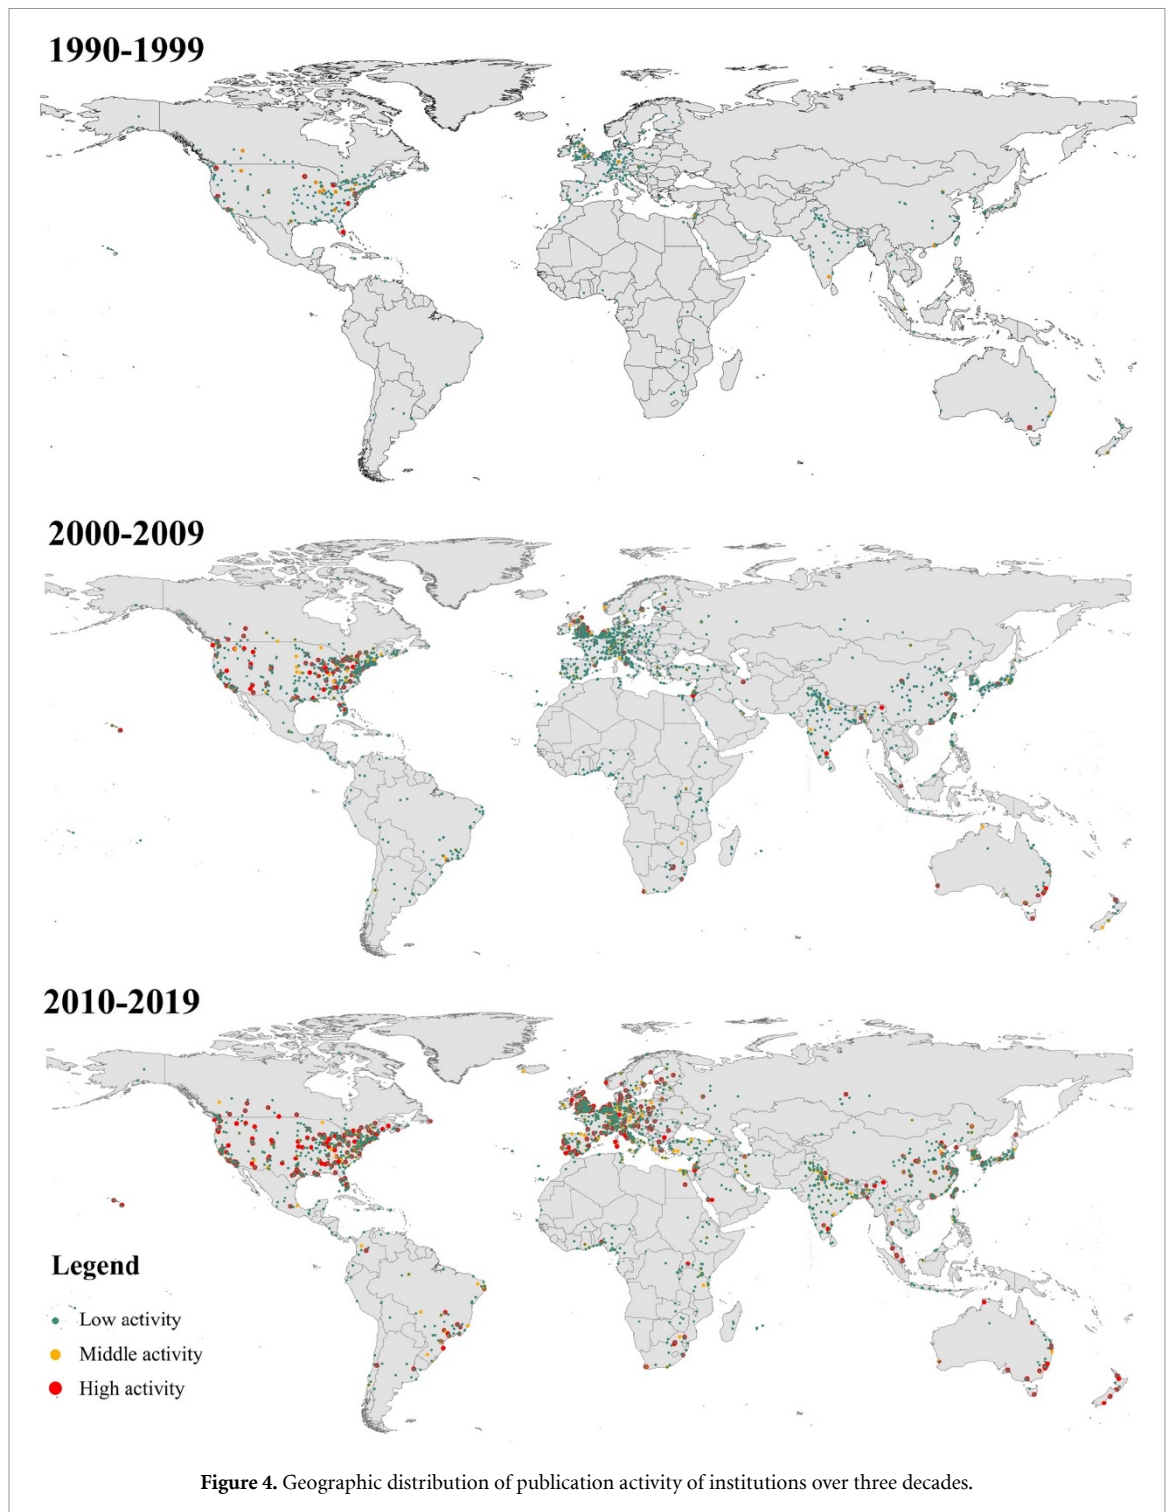 1990-1999
2000-2009
2010-2019
Legend
Low activity
Middle activity
High activity
Figure 4. Geographic distribution of publication activity of institutions over three decades.